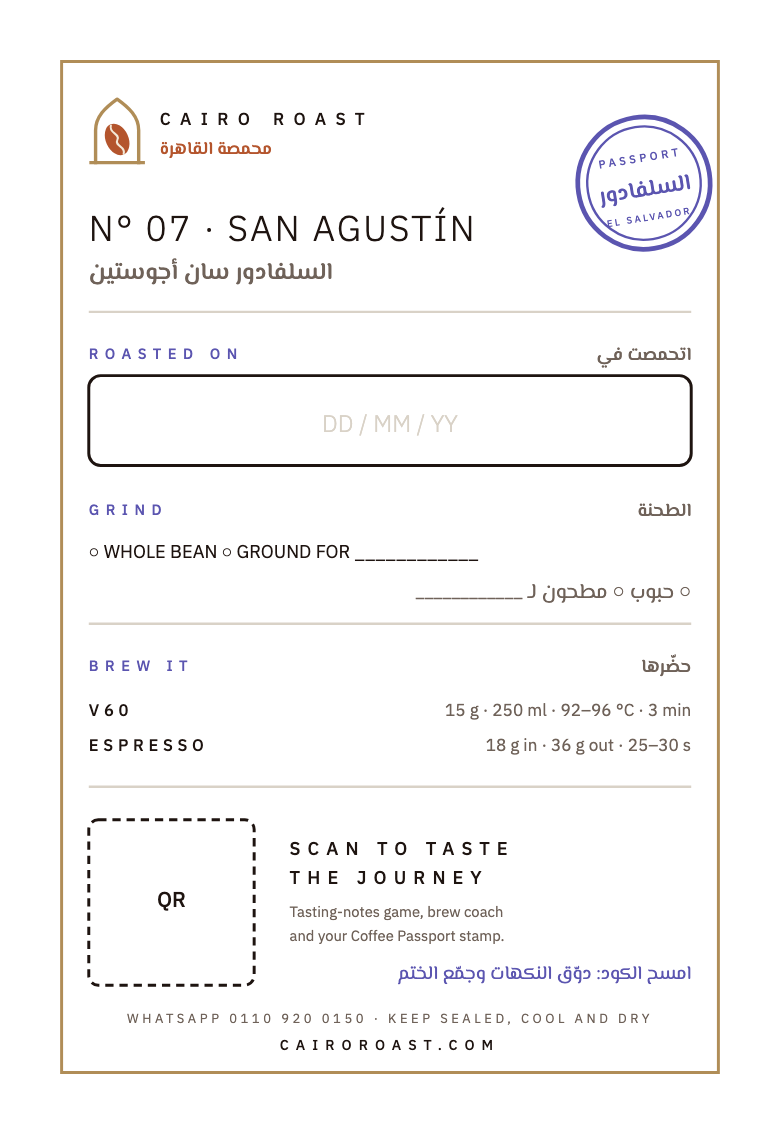 CAIRO ROAST
محمصة القاهرة
PASSPORT
السلفادور
EL SALVADOR
N° 07 · SAN AGUSTÍN
السلفادور سان أجوستين
ROASTED ON
اتحمصت في
DD / MM / YY
GRIND
الطحنة
○ WHOLE BEAN ○ GROUND FOR ____________
○ حبوب ○ مطحون لـ ____________
BREW IT
حضّرها
V60
15 g · 250 ml · 92–96 °C · 3 min
ESPRESSO
18 g in · 36 g out · 25–30 s
QR
SCAN TO TASTE
THE JOURNEY
Tasting-notes game, brew coach
and your Coffee Passport stamp.
امسح الكود: دوّق النكهات وجمّع الختم
WHATSAPP 0110 920 0150 · KEEP SEALED, COOL AND DRY
CAIROROAST.COM